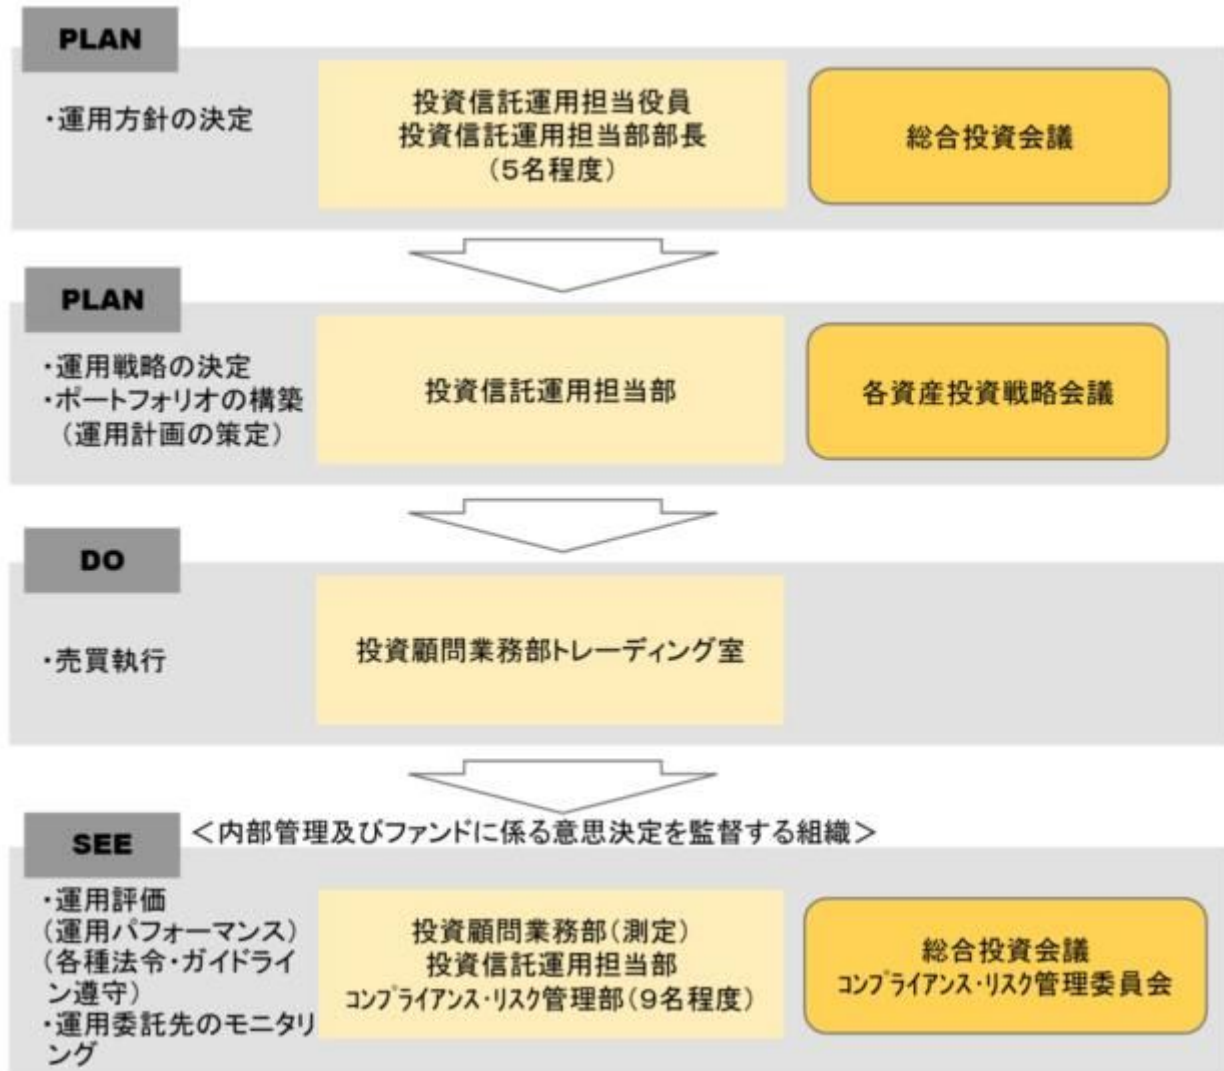 PLAN
・運用方針の決定
投資信託運用担当役員
投資信託運用担当部部長
(5名程度)
総合投資会議
PLAN
・運用戦略の決定
・ポートフォリオの構築
(運用計画の策定)
投資信託運用担当部
各資産投資戦略会議
DO
・売買執行
投資顧問業務部トレーディング室
SEE
＜内部管理及びファンドに係る意思決定を監督する組織＞
・運用評価
(運用パフォーマンス)
(各種法令・ガイドライ
ン遵守)
・運用委託先のモニタリ
ング
投資顧問業務部(測定)
投資信託運用担当部
ｺﾝﾌﾟﾗｲｱﾝｽ･ﾘｽｸ管理部(9名程度)
総合投資会議
ｺﾝﾌﾟﾗｲｱﾝｽ･ﾘｽｸ管理委員会